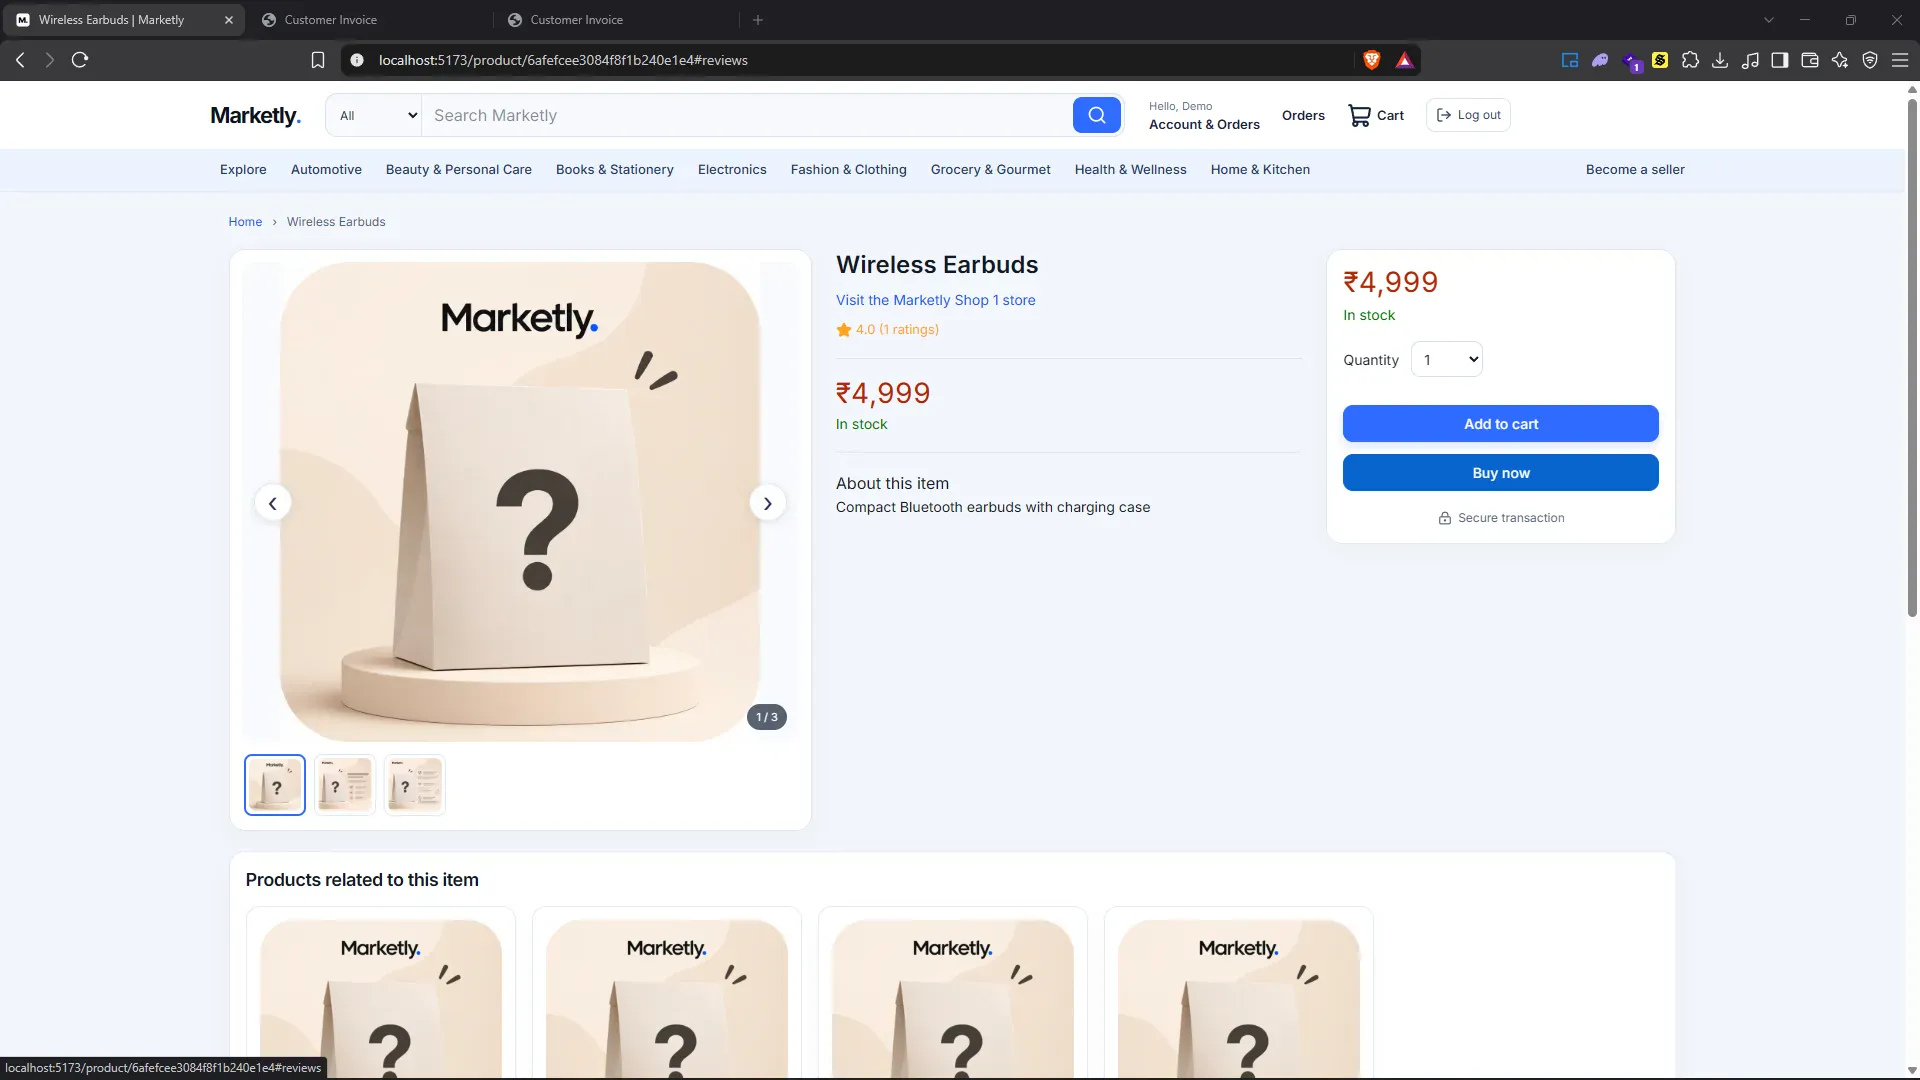 Wireless Earbuds | Marketly
Customer Invoice
Customer Invoice
localhost:5173/product/6afefcee3084f8f1b240e1e4#reviews
1
Marketly.
All
Search Marketly
Hello, Demo
Account & Orders
Orders
Cart
Log out
Explore
Automotive
Beauty & Personal Care
Books & Stationery
Electronics
Fashion & Clothing
Grocery & Gourmet
Health & Wellness
Home & Kitchen
Become a seller
Home › Wireless Earbuds
Marketly.
?
1 / 3
Wireless Earbuds
Visit the Marketly Shop 1 store
4.0 (1 ratings)
₹4,999
In stock
About this item
Compact Bluetooth earbuds with charging case
₹4,999
In stock
Quantity 1
Add to cart
Buy now
Secure transaction
Products related to this item
Marketly.
?
Marketly.
?
Marketly.
?
Marketly.
?
localhost:5173/product/6afefcee3084f8f1b240e1e4#reviews